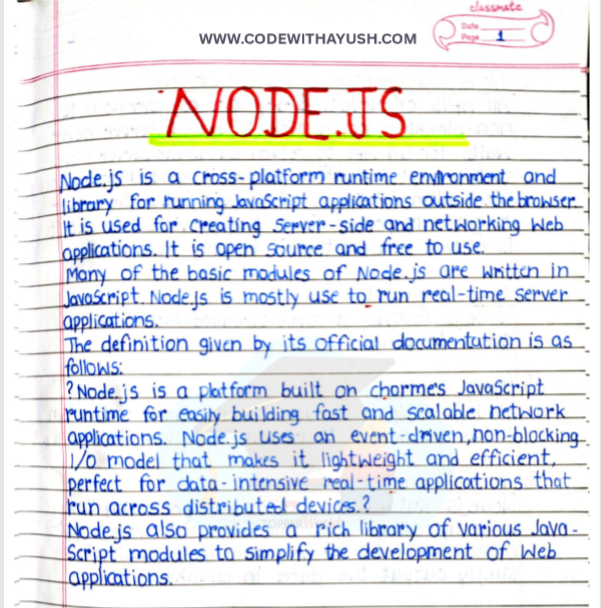 classmate
Date
Page 1
WWW.CODEWITHAYUSH.COM
NODE.JS
Node.js is a cross-platform runtime environment and
library for running JavaScript applications outside the browser.
It is used for creating Server-side and networking Web
applications. It is open source and free to use.
Many of the basic modules of Node.js are written in
JavaScript. Node.js is mostly use to run real-time server
applications.
The definition given by its official documentation is as
follows:
? Node.js is a platform built on chorme's JavaScript
runtime for easily building fast and scalable network
applications. Node.js uses an event-driven, non-blocking
I/O model that makes it lightweight and efficient,
perfect for data-intensive real-time applications that
run across distributed devices.?
Node.js also provides a rich library of various Java-
Script modules to simplify the development of Web
applications.